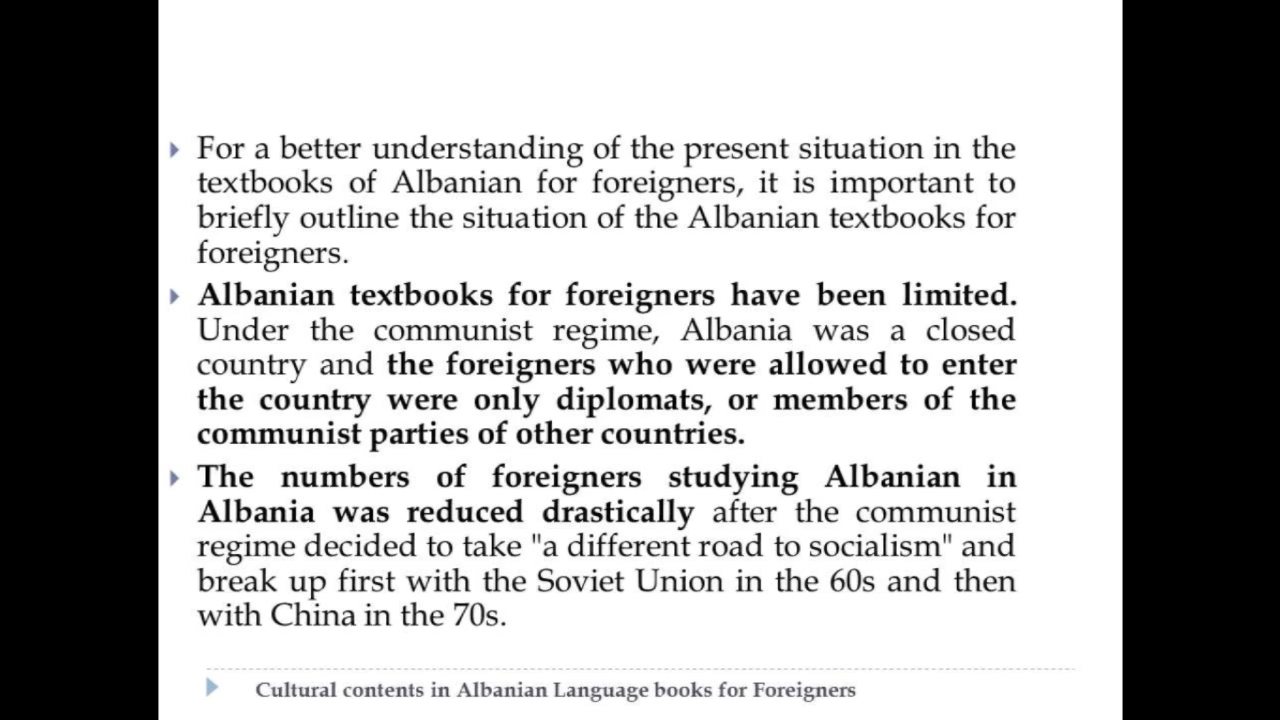 For a better understanding of the present situation in the
textbooks of Albanian for foreigners, it is important to
briefly outline the situation of the Albanian textbooks for
foreigners.
Albanian textbooks for foreigners have been limited.
Under the communist regime, Albania was a closed
country and the foreigners who were allowed to enter
the country were only diplomats, or members of the
communist parties of other countries.
The numbers of foreigners studying Albanian in
Albania was reduced drastically after the communist
regime decided to take "a different road to socialism" and
break up first with the Soviet Union in the 60s and then
with China in the 70s.
Cultural contents in Albanian Language books for Foreigners